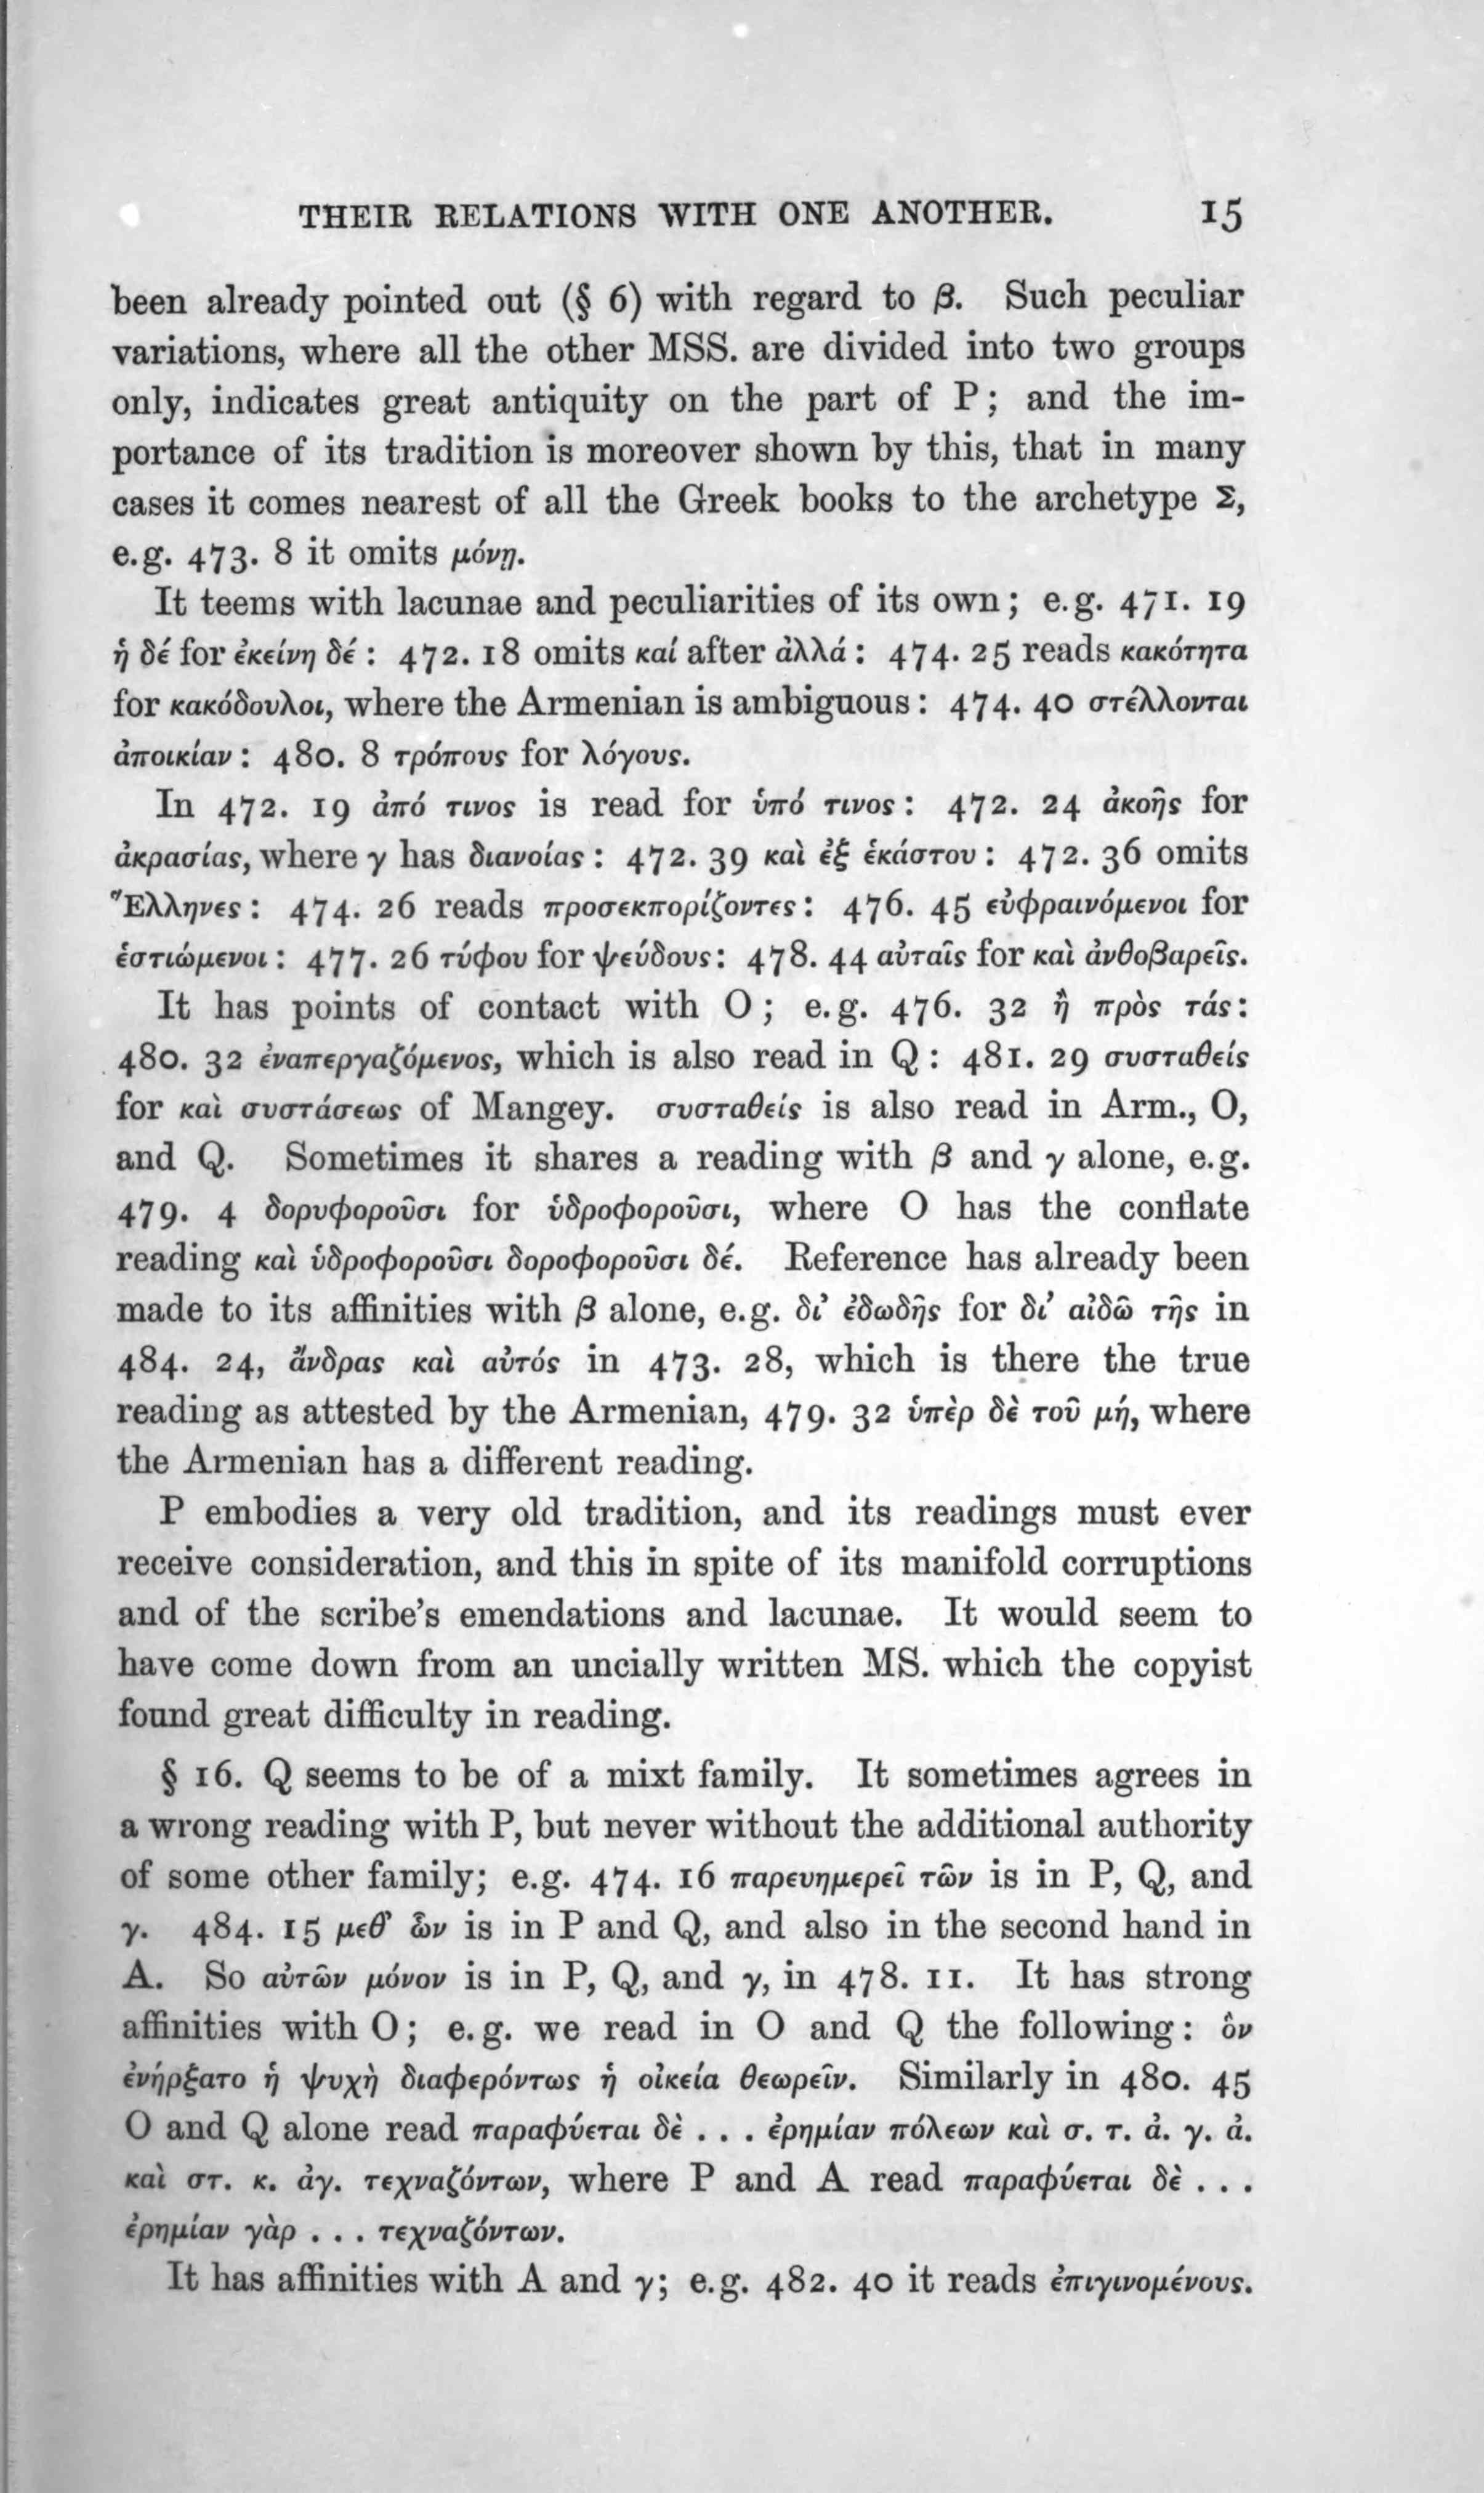 THEIR RELATIONS WITH ONE ANOTHER. 15
been already pointed out (§ 6) with regard to β. Such peculiar
variations, where all the other MSS. are divided into two groups
only, indicates great antiquity on the part of P; and the im-
portance of its tradition is moreover shown by this, that in many
cases it comes nearest of all the Greek books to the archetype Σ,
e.g. 473. 8 it omits μόνῃ.
It teems with lacunae and peculiarities of its own; e.g. 471. 19
ἡ δέ for ἐκείνη δέ: 472. 18 omits καί after ἀλλά: 474. 25 reads κακότητα
for κακόδουλοι, where the Armenian is ambiguous: 474. 40 στέλλονται
ἀποικίαν: 480. 8 τρόπους for λόγους.
In 472. 19 ἀπό τινος is read for ὑπό τινος: 472. 24 ἀκοῆς for
ἀκρασίας, where γ has διανοίας: 472. 39 καὶ ἐξ ἑκάστου: 472. 36 omits
Ἕλληνες: 474. 26 reads προσεκπορίζοντες: 476. 45 εὐφραινόμενοι for
ἑστιώμενοι: 477. 26 τύφου for ψεύδους: 478. 44 αὐταῖς for καὶ ἀνθοβαρεῖς.
It has points of contact with O; e.g. 476. 32 ἢ πρὸς τάς:
480. 32 ἐναπεργαζόμενος, which is also read in Q: 481. 29 συσταθείς
for καὶ συστάσεως of Mangey. συσταθείς is also read in Arm., O,
and Q. Sometimes it shares a reading with β and γ alone, e.g.
479. 4 δορυφοροῦσι for ὑδροφοροῦσι, where O has the conflate
reading καὶ ὑδροφοροῦσι δοροφοροῦσι δέ. Reference has already been
made to its affinities with β alone, e.g. δι’ ἐδωδῆς for δι’ αἰδῶ τῆς in
484. 24, ἄνδρας καὶ αὐτός in 473. 28, which is there the true
reading as attested by the Armenian, 479. 32 ὑπὲρ δὲ τοῦ μή, where
the Armenian has a different reading.
P embodies a very old tradition, and its readings must ever
receive consideration, and this in spite of its manifold corruptions
and of the scribe’s emendations and lacunae. It would seem to
have come down from an uncially written MS. which the copyist
found great difficulty in reading.
§ 16. Q seems to be of a mixt family. It sometimes agrees in
a wrong reading with P, but never without the additional authority
of some other family; e.g. 474. 16 παρευημερεῖ τῶν is in P, Q, and
γ. 484. 15 μεθ’ ὧν is in P and Q, and also in the second hand in
A. So αὐτῶν μόνον is in P, Q, and γ, in 478. 11. It has strong
affinities with O; e.g. we read in O and Q the following: ὃν
ἐνήρξατο ἡ ψυχὴ διαφερόντως ἡ οἰκεία θεωρεῖν. Similarly in 480. 45
O and Q alone read παραφύεται δὲ . . . ἐρημίαν πόλεων καὶ σ. τ. ἀ. γ. ἀ.
καὶ στ. κ. ἀγ. τεχναζόντων, where P and A read παραφύεται δὲ . . .
ἐρημίαν γὰρ . . . τεχναζόντων.
It has affinities with A and γ; e.g. 482. 40 it reads ἐπιγινομένους.